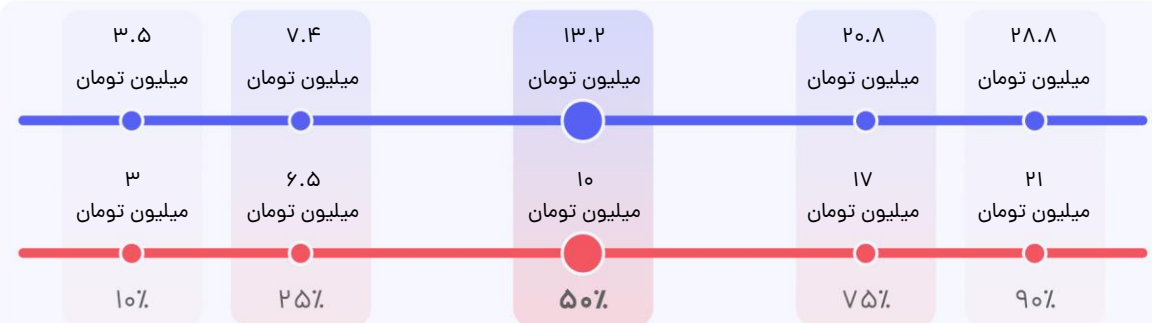 ۳.۵ ۷.۴ ۱۳.۲ ۲۰.۸ ۲۸.۸
میلیون تومان میلیون تومان میلیون تومان میلیون تومان میلیون تومان
۳ ۶.۵ ۱۰ ۱۷ ۲۱
میلیون تومان میلیون تومان میلیون تومان میلیون تومان میلیون تومان
۱۰٪ ۲۵٪ ۵۰٪ ۷۵٪ ۹۰٪